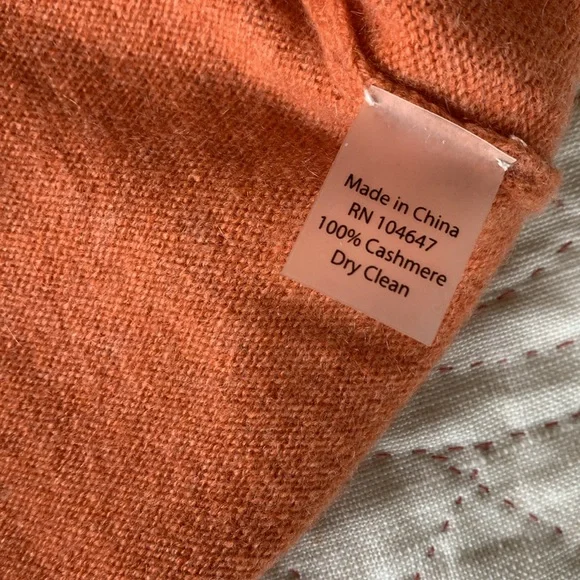 Made in China
RN 104647
100% Cashmere
Dry Clean